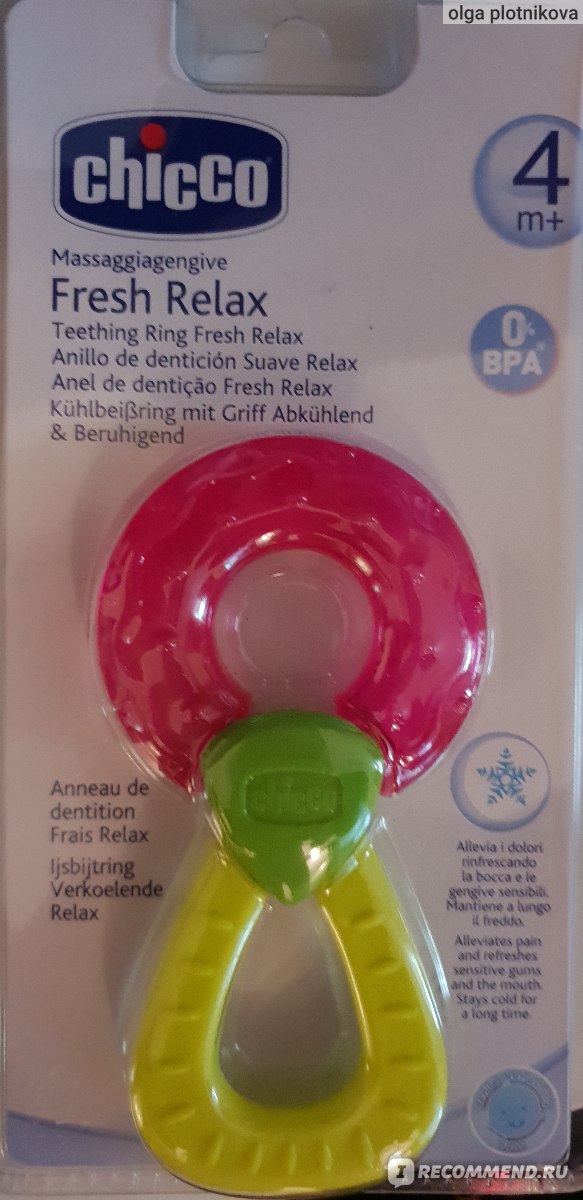 olga plotnikova
chicco
4
m+
Massaggiagengive
Fresh Relax
Teething Ring Fresh Relax
Anillo de dentición Suave Relax
Anel de dentição Fresh Relax
Kühlbeißring mit Griff Abkühlend
& Beruhigend
0%
BPA*
chicco
Anneau de
dentition
Frais Relax
Ijsbijtring
Verkoelende
Relax
Allevia i dolori
rinfrescando
la bocca e le
gengive sensibili.
Mantiene a lungo
il freddo.
Alleviates pain
and refreshes
sensitive gums
and the mouth.
Stays cold for
a long time.
I RECOMMEND.RU